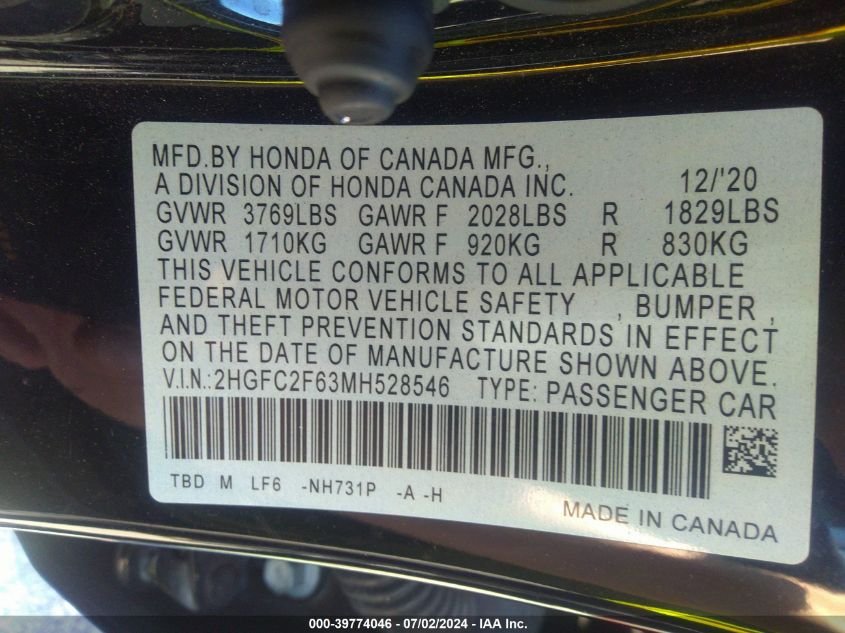 MFD.BY HONDA OF CANADA MFG.,
A DIVISION OF HONDA CANADA INC. 12/'20
GVWR 3769LBS GAWR F 2028LBS R 1829LBS
GVWR 1710KG GAWR F 920KG R 830KG
THIS VEHICLE CONFORMS TO ALL APPLICABLE
FEDERAL MOTOR VEHICLE SAFETY , BUMPER ,
AND THEFT PREVENTION STANDARDS IN EFFECT
ON THE DATE OF MANUFACTURE SHOWN ABOVE.
V.I.N.:2HGFC2F63MH528546 TYPE: PASSENGER CAR
TBD M LF6 -NH731P -A -H
MADE IN CANADA
000-39774046 - 07/02/2024 - IAA Inc.